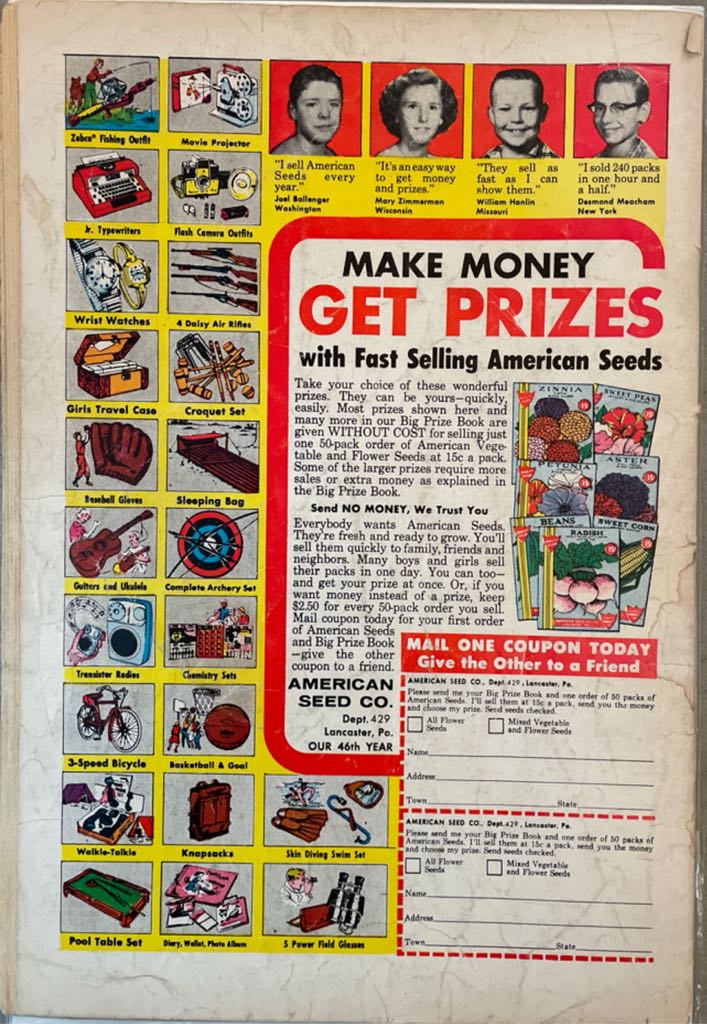 Zebco® Fishing Outfit
Movie Projector
Jr. Typewriters
Flash Camera Outfits
Wrist Watches
4 Daisy Air Rifles
Girls Travel Case
Croquet Set
Baseball Gloves
Sleeping Bag
Guitars and Ukulele
Complete Archery Set
Transistor Radios
Chemistry Sets
3-Speed Bicycle
Basketball & Goal
Walkie-Talkie
Knapsacks
Skin Diving Swim Set
Pool Table Set
Diary, Wallet, Photo Album
5 Power Field Glasses
"I sell American
Seeds every
year."
Joel Ballenger
Washington
"It's an easy way
to get money
and prizes."
Mary Zimmerman
Wisconsin
"They sell as
fast as I can
show them."
William Hanlin
Missouri
"I sold 240 packs
in one hour and
a half."
Desmond Meacham
New York
MAKE MONEY
GET PRIZES
with Fast Selling American Seeds
Take your choice of these wonderful
prizes. They can be yours—quickly,
easily. Most prizes shown here and
many more in our Big Prize Book are
given WITHOUT COST for selling just
one 50-pack order of American Vege-
table and Flower Seeds at 15c a pack.
Some of the larger prizes require more
sales or extra money as explained in
the Big Prize Book.
Send NO MONEY, We Trust You
Everybody wants American Seeds.
They're fresh and ready to grow. You'll
sell them quickly to family, friends and
neighbors. Many boys and girls sell
their packs in one day. You can too—
and get your prize at once. Or, if you
want money instead of a prize, keep
$2.50 for every 50-pack order you sell.
Mail coupon today for your first order
of American Seeds
and Big Prize Book
—give the other
coupon to a friend.
AMERICAN
SEED CO.
Dept. 429
Lancaster, Pa.
OUR 46th YEAR
ZINNIA
15¢
SWEET PEAS
15¢
PETUNIA
ASTER
15¢
BEANS
SWEET CORN
RADISH
15¢
MAIL ONE COUPON TODAY
Give the Other to a Friend
AMERICAN SEED CO., Dept. 429, Lancaster, Pa.
Please send me your Big Prize Book and one order of 50 packs of
American Seeds. I'll sell them at 15c a pack, send you the money
and choose my prize. Send seeds checked.
All Flower
Seeds
Mixed Vegetable
and Flower Seeds
Name
Address
Town State
AMERICAN SEED CO., Dept. 429, Lancaster, Pa.
Please send me your Big Prize Book and one order of 50 packs of
American Seeds. I'll sell them at 15c a pack, send you the money
and choose my prize. Send seeds checked.
All Flower
Seeds
Mixed Vegetable
and Flower Seeds
Name
Address
Town State